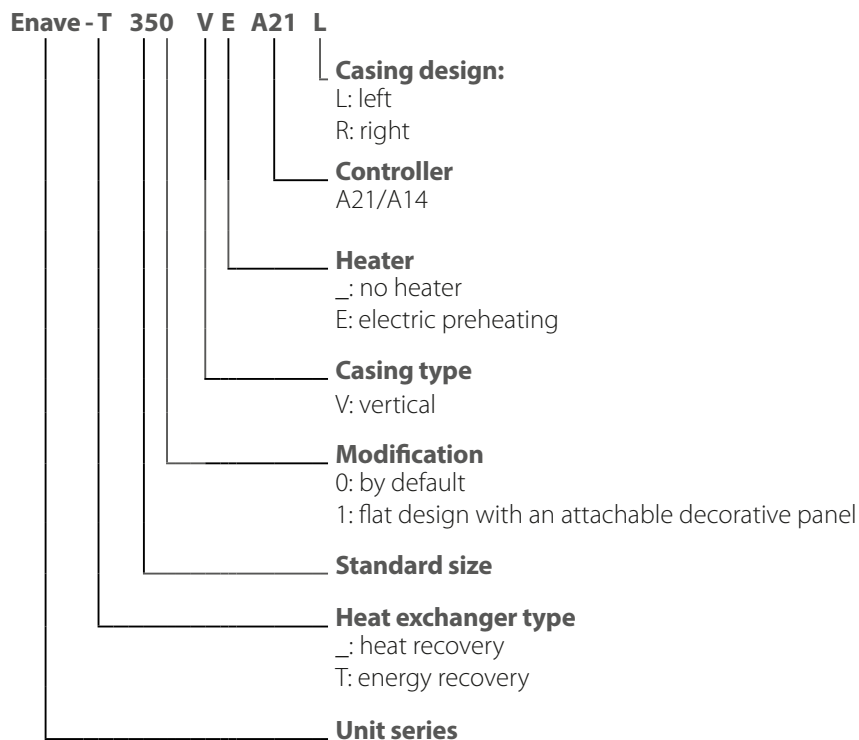 Enave - T 350 V E A21 L
Casing design:
L: left
R: right
Controller
A21/A14
Heater
_: no heater
E: electric preheating
Casing type
V: vertical
Modification
0: by default
1: flat design with an attachable decorative panel
Standard size
Heat exchanger type
_: heat recovery
T: energy recovery
Unit series